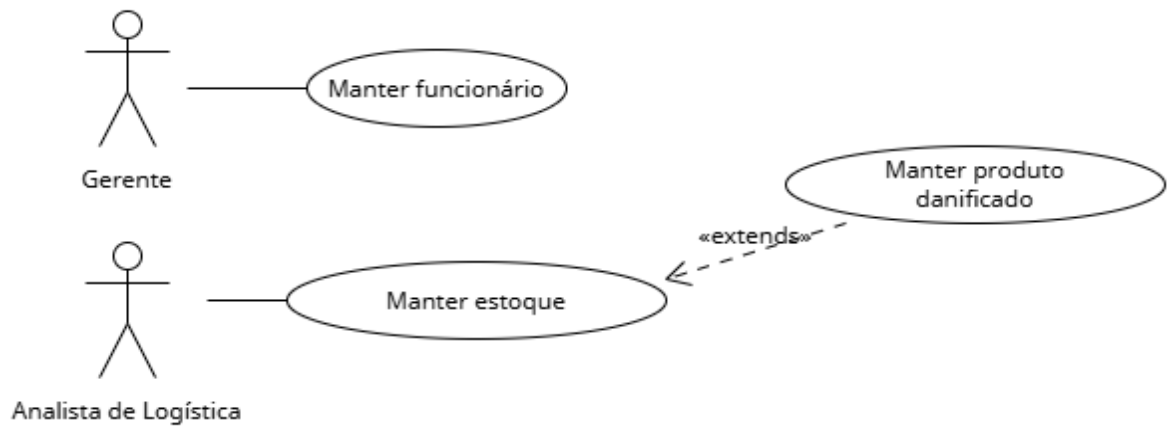 Manter funcionário
Gerente
Manter produto
danificado
«extends»
Manter estoque
Analista de Logística